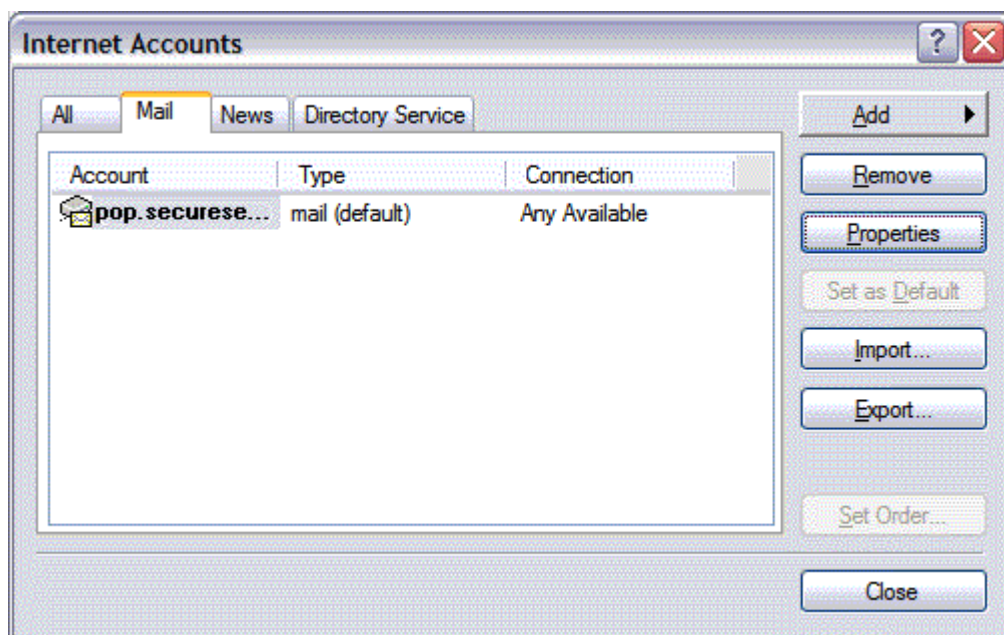 Internet Accounts
?
All Mail News Directory Service
Add
Account Type Connection
Remove
pop.securese... mail (default) Any Available
Properties
Set as Default
Import...
Export...
Set Order...
Close